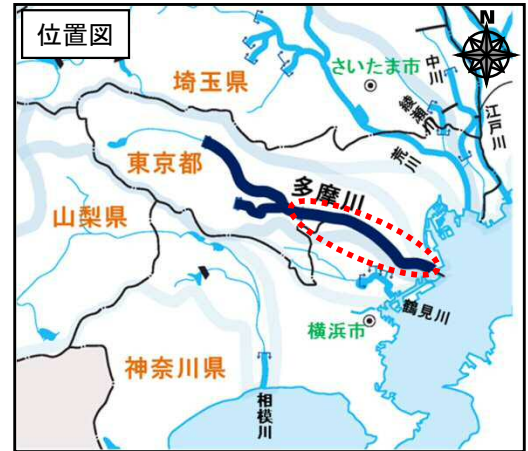 位置図
N
埼玉県
さいたま市
中川
綾瀬川
江戸川
荒川
東京都
多摩川
山梨県
鶴見川
横浜市
神奈川県
相模川